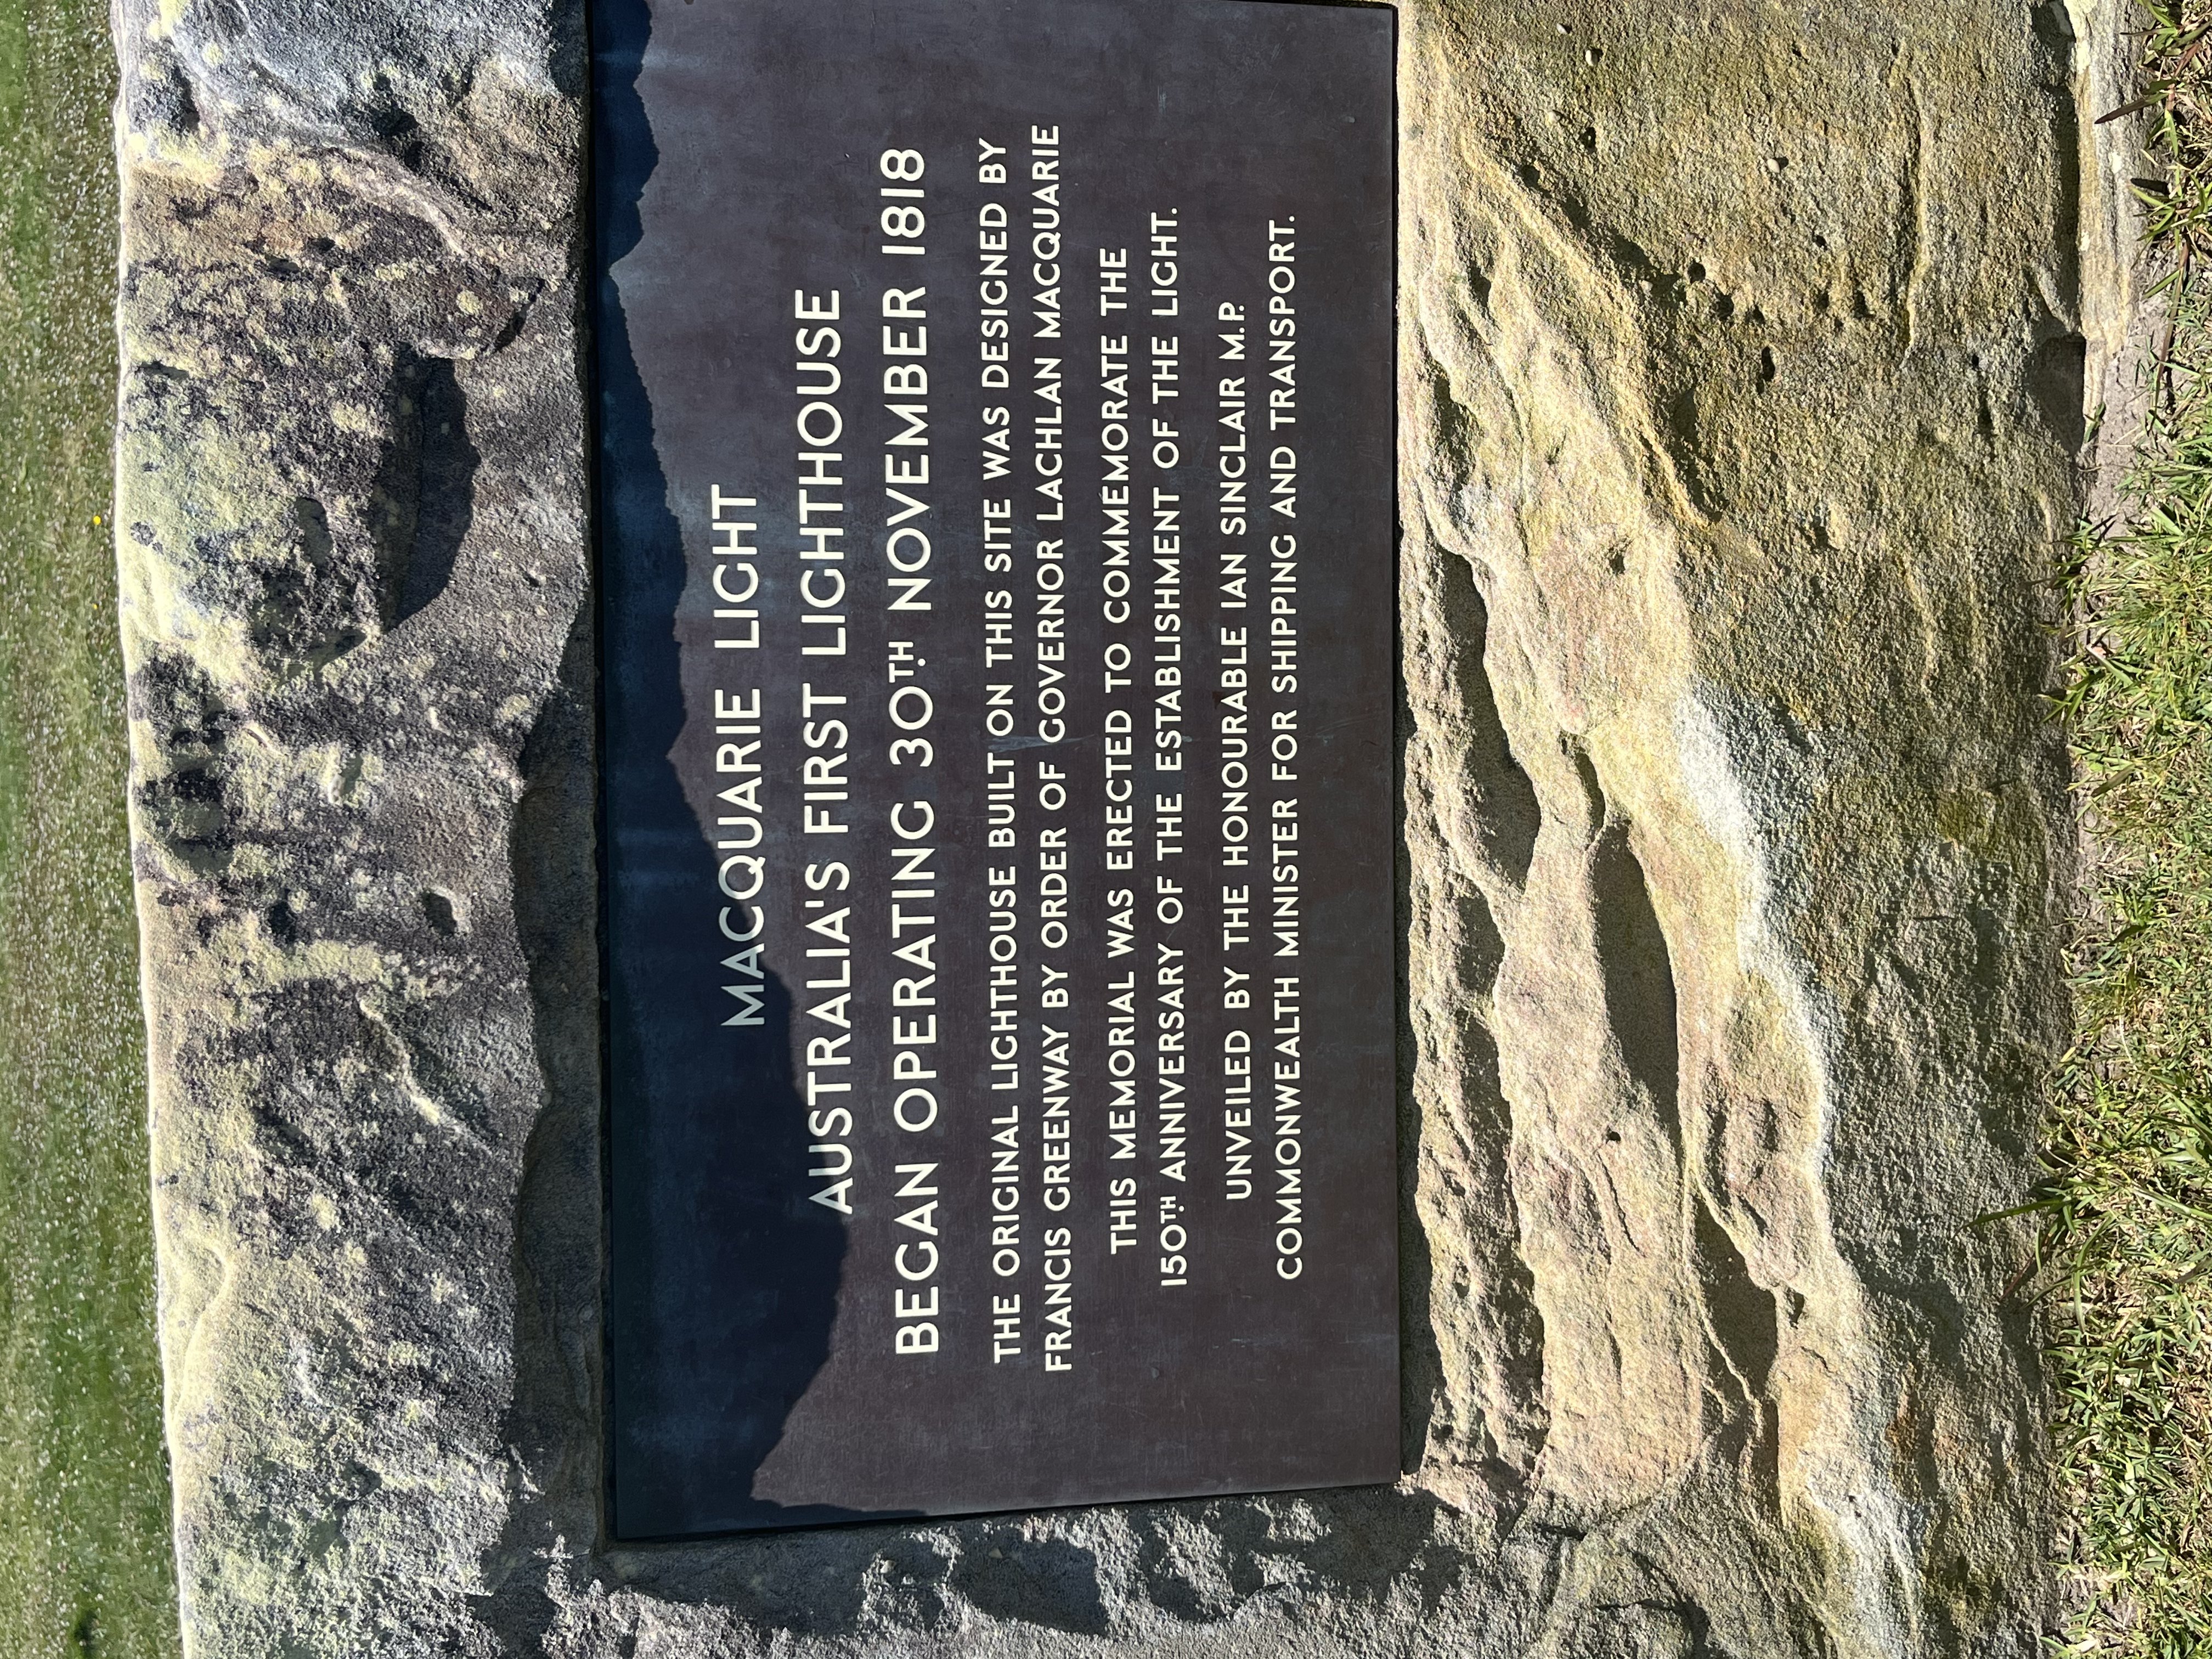 MACQUARIE LIGHT
AUSTRALIA'S FIRST LIGHTHOUSE
BEGAN OPERATING 30TH NOVEMBER 1818
THE ORIGINAL LIGHTHOUSE BUILT ON THIS SITE WAS DESIGNED BY
FRANCIS GREENWAY BY ORDER OF GOVERNOR LACHLAN MACQUARIE
THIS MEMORIAL WAS ERECTED TO COMMEMORATE THE
150TH ANNIVERSARY OF THE ESTABLISHMENT OF THE LIGHT.
UNVEILED BY THE HONOURABLE IAN SINCLAIR M.P.
COMMONWEALTH MINISTER FOR SHIPPING AND TRANSPORT.